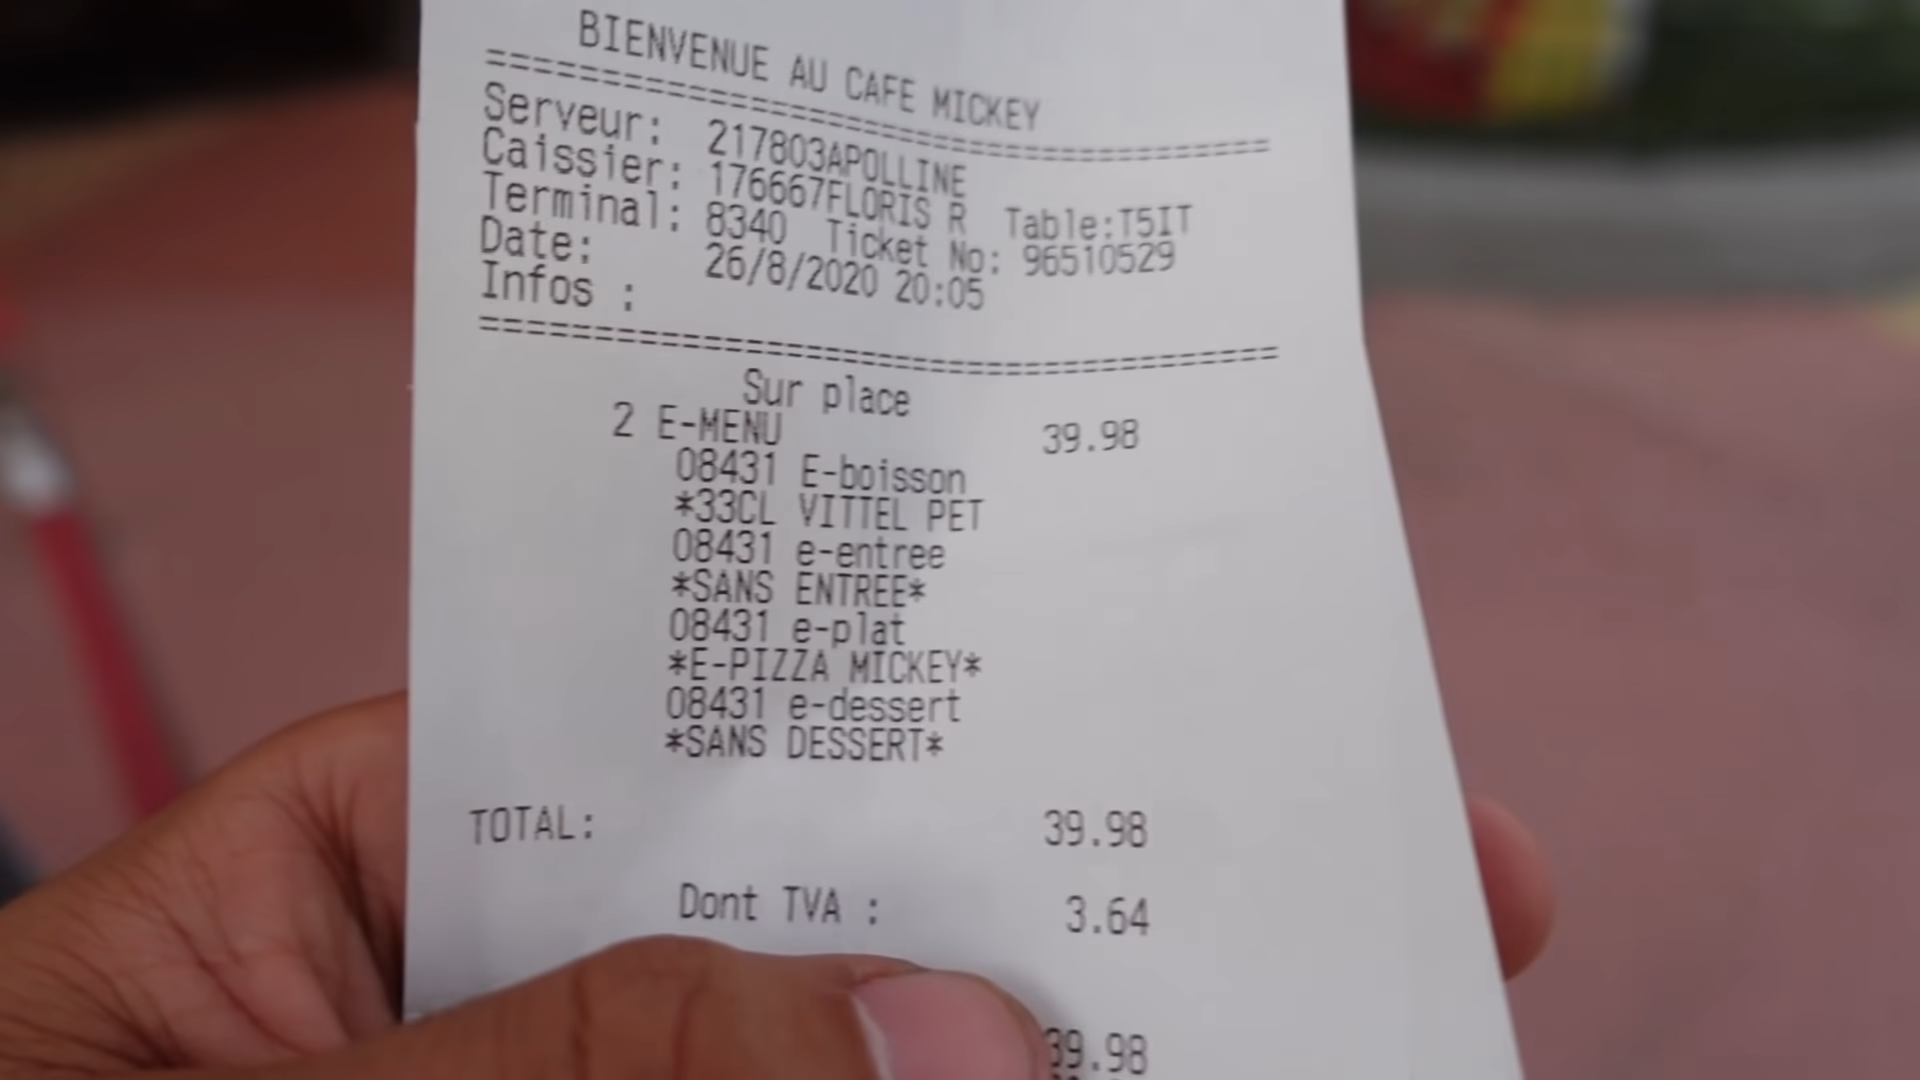 BIENVENUE AU CAFE MICKEY
========================================
Serveur: 217803APOLLINE
Caissier: 176667FLORIS R Table:T5IT
Terminal: 8340 Ticket No: 96510529
Date: 26/8/2020 20:05
Infos :
========================================
Sur place
2 E-MENU 39.98
08431 E-boisson
*33CL VITTEL PET
08431 e-entree
*SANS ENTREE*
08431 e-plat
*E-PIZZA MICKEY*
08431 e-dessert
*SANS DESSERT*
TOTAL: 39.98
Dont TVA : 3.64
39.98